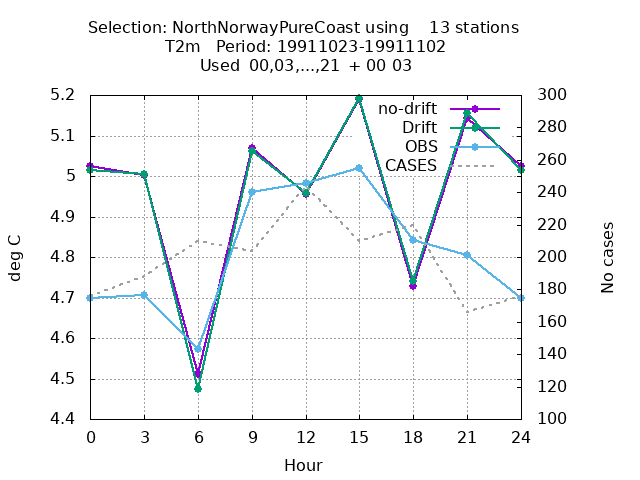 Selection: NorthNorwayPureCoast using    13 stations
T2m   Period: 19911023-19911102
Used  00,03,...,21  + 00 03
5.2
5.1
5
4.9
4.8
4.7
4.6
4.5
4.4
deg C
no-drift
Drift
OBS
CASES
300
280
260
240
220
200
180
160
140
120
100
No cases
0 3 6 9 12 15 18 21 24
Hour